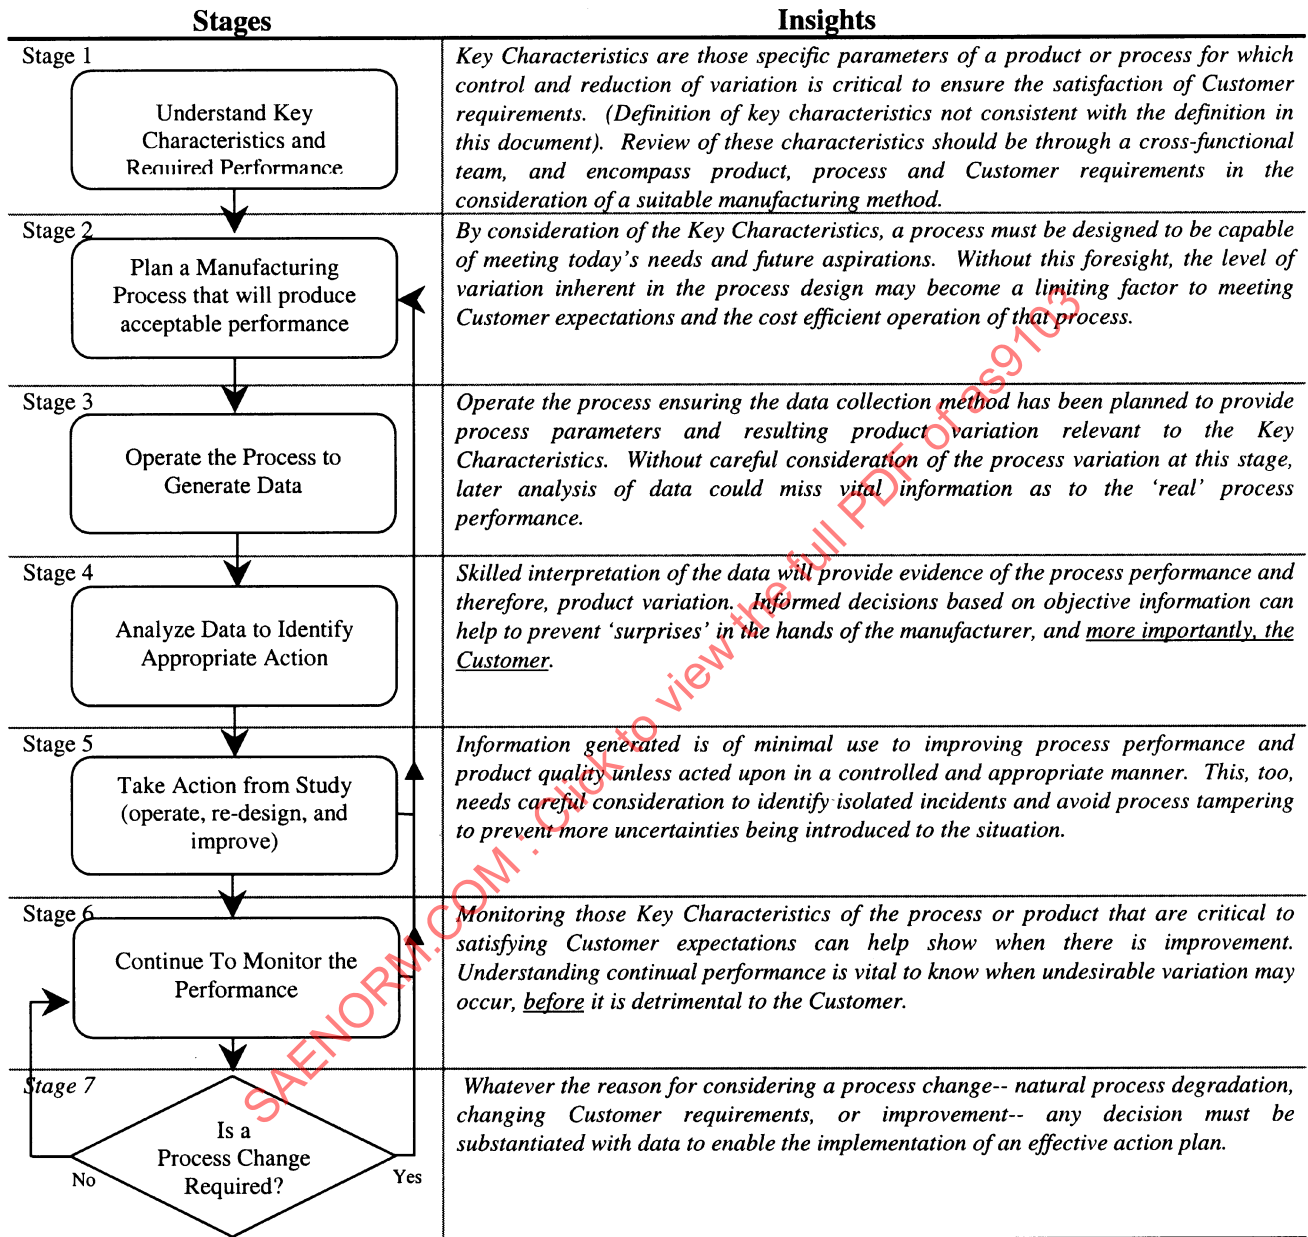 Stages
Insights
Stage 1
Understand Key
Characteristics and
Required Performance
Key Characteristics are those specific parameters of a product or process for which
control and reduction of variation is critical to ensure the satisfaction of Customer
requirements. (Definition of key characteristics not consistent with the definition in
this document). Review of these characteristics should be through a cross-functional
team, and encompass product, process and Customer requirements in the
consideration of a suitable manufacturing method.
Stage 2
Plan a Manufacturing
Process that will produce
acceptable performance
By consideration of the Key Characteristics, a process must be designed to be capable
of meeting today's needs and future aspirations. Without this foresight, the level of
variation inherent in the process design may become a limiting factor to meeting
Customer expectations and the cost efficient operation of that process.
Stage 3
Operate the Process to
Generate Data
Operate the process ensuring the data collection method has been planned to provide
process parameters and resulting product variation relevant to the Key
Characteristics. Without careful consideration of the process variation at this stage,
later analysis of data could miss vital information as to the 'real' process
performance.
Stage 4
Analyze Data to Identify
Appropriate Action
Skilled interpretation of the data will provide evidence of the process performance and
therefore, product variation. Informed decisions based on objective information can
help to prevent 'surprises' in the hands of the manufacturer, and more importantly, the
Customer.
Stage 5
Take Action from Study
(operate, re-design, and
improve)
Information generated is of minimal use to improving process performance and
product quality unless acted upon in a controlled and appropriate manner. This, too,
needs careful consideration to identify isolated incidents and avoid process tampering
to prevent more uncertainties being introduced to the situation.
Stage 6
Continue To Monitor the
Performance
Monitoring those Key Characteristics of the process or product that are critical to
satisfying Customer expectations can help show when there is improvement.
Understanding continual performance is vital to know when undesirable variation may
occur, before it is detrimental to the Customer.
Stage 7
Is a
Process Change
Required?
No
Yes
Whatever the reason for considering a process change-- natural process degradation,
changing Customer requirements, or improvement-- any decision must be
substantiated with data to enable the implementation of an effective action plan.
SAENORM.COM : Click to view the full PDF of as9103